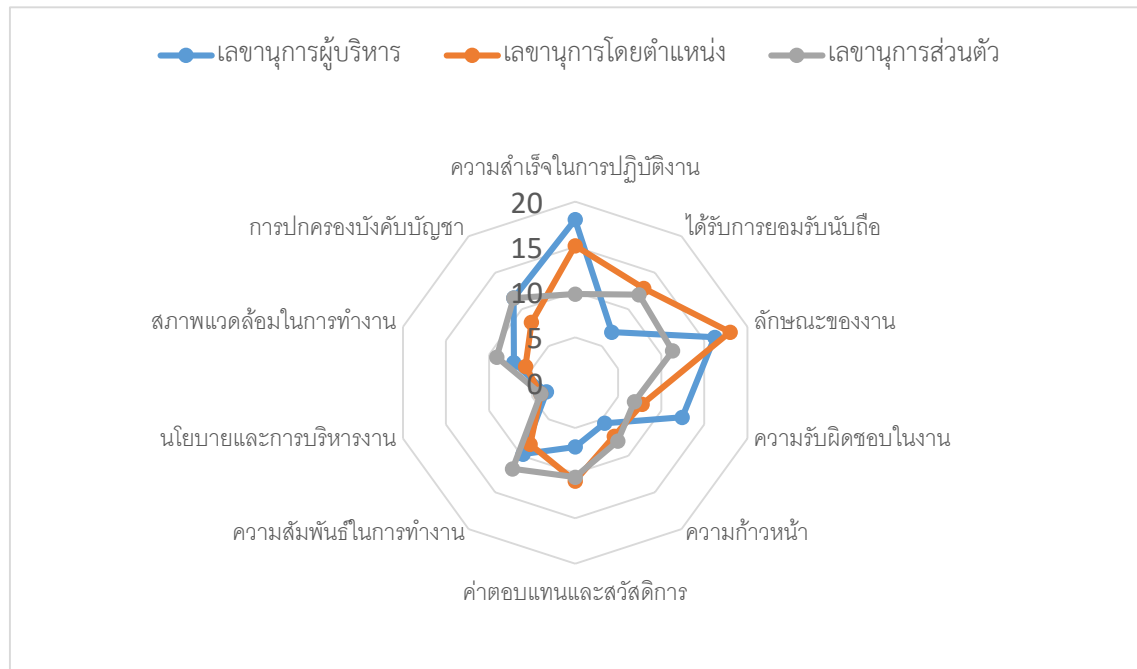 เลขานุการผู้บริหาร เลขานุการโดยตำแหน่ง เลขานุการส่วนตัว
ความสำเร็จในการปฏิบัติงาน
ได้รับการยอมรับนับถือ
ลักษณะของงาน
ความรับผิดชอบในงาน
ความก้าวหน้า
ค่าตอบแทนและสวัสดิการ
ความสัมพันธ์ในการทำงาน
นโยบายและการบริหารงาน
สภาพแวดล้อมในการทำงาน
การปกครองบังคับบัญชา
20
15
10
5
0